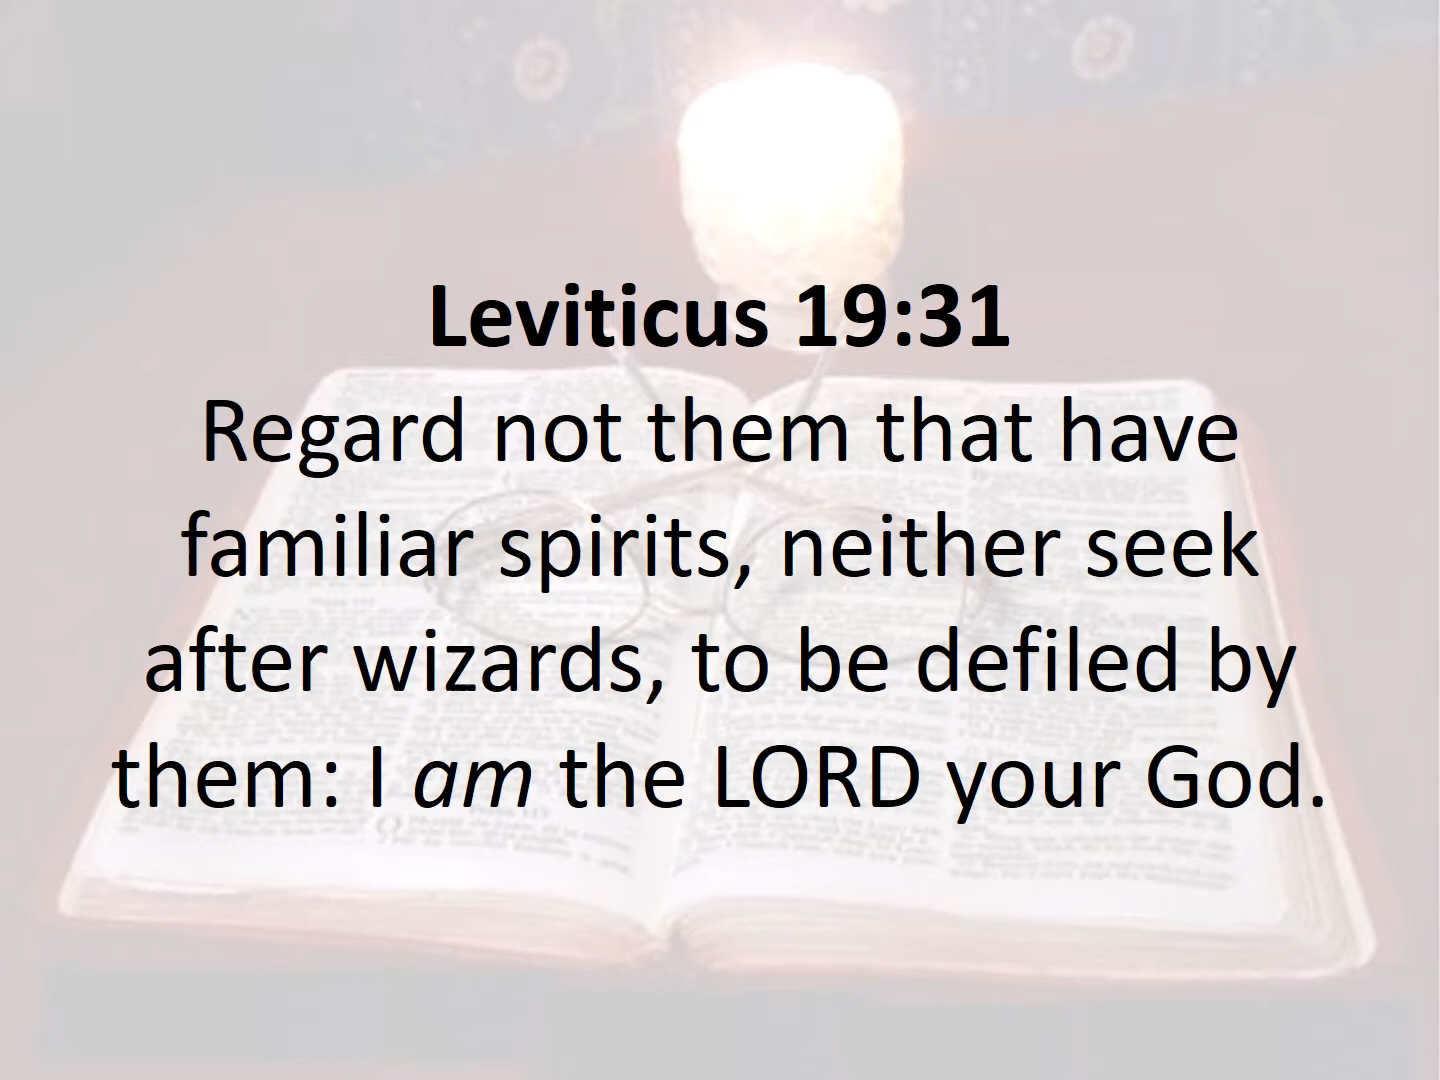 Leviticus 19:31
Regard not them that have
familiar spirits, neither seek
after wizards, to be defiled by
them: I am the LORD your God.